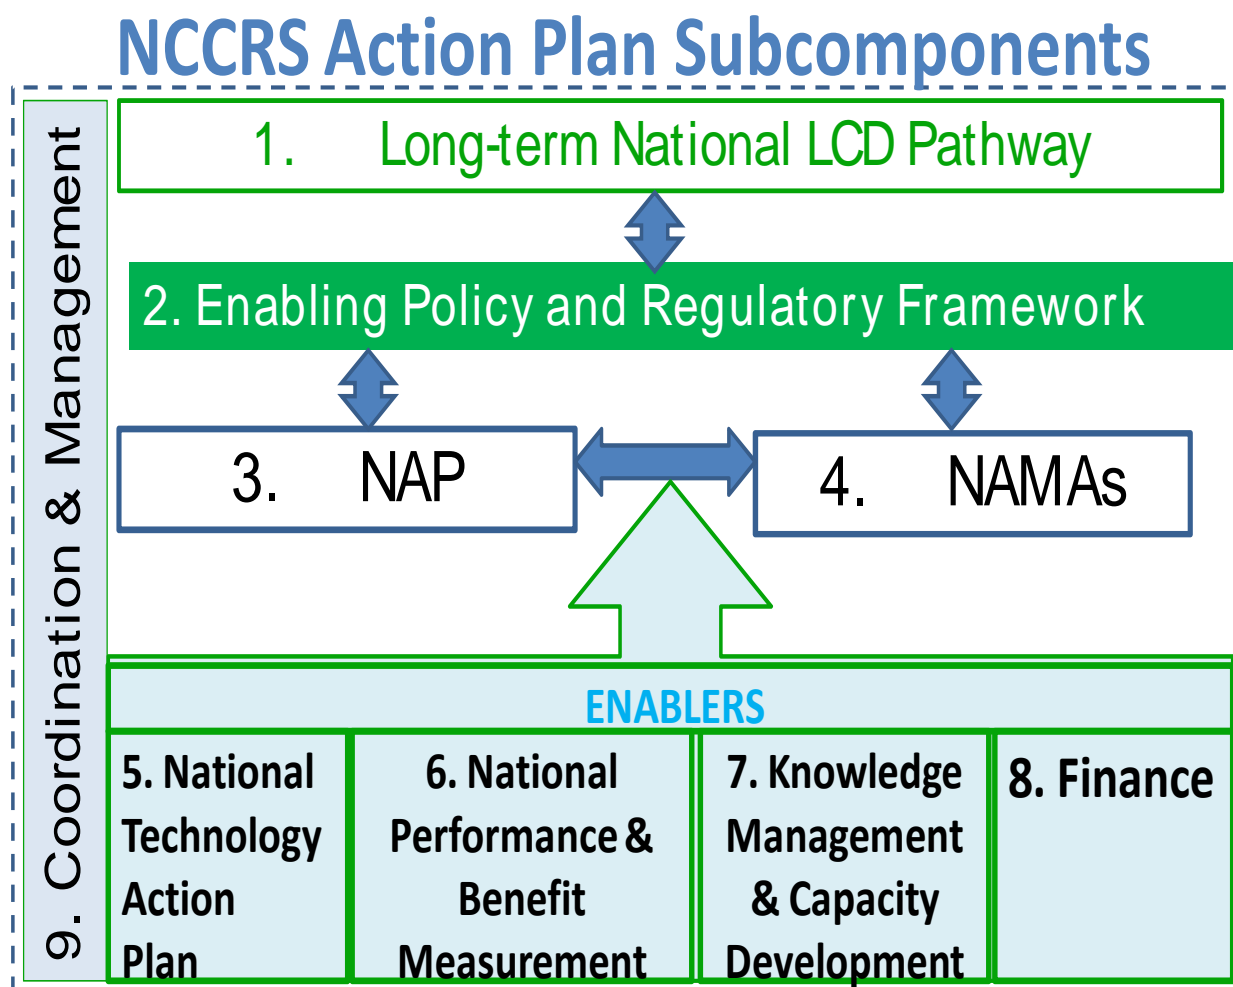 NCCRS Action Plan Subcomponents
9. Coordination & Management
1. Long-term National LCD Pathway
2. Enabling Policy and Regulatory Framework
3. NAP
4. NAMAs
ENABLERS
5. National
Technology
Action
Plan
6. National
Performance &
Benefit
Measurement
7. Knowledge
Management
& Capacity
Development
8. Finance